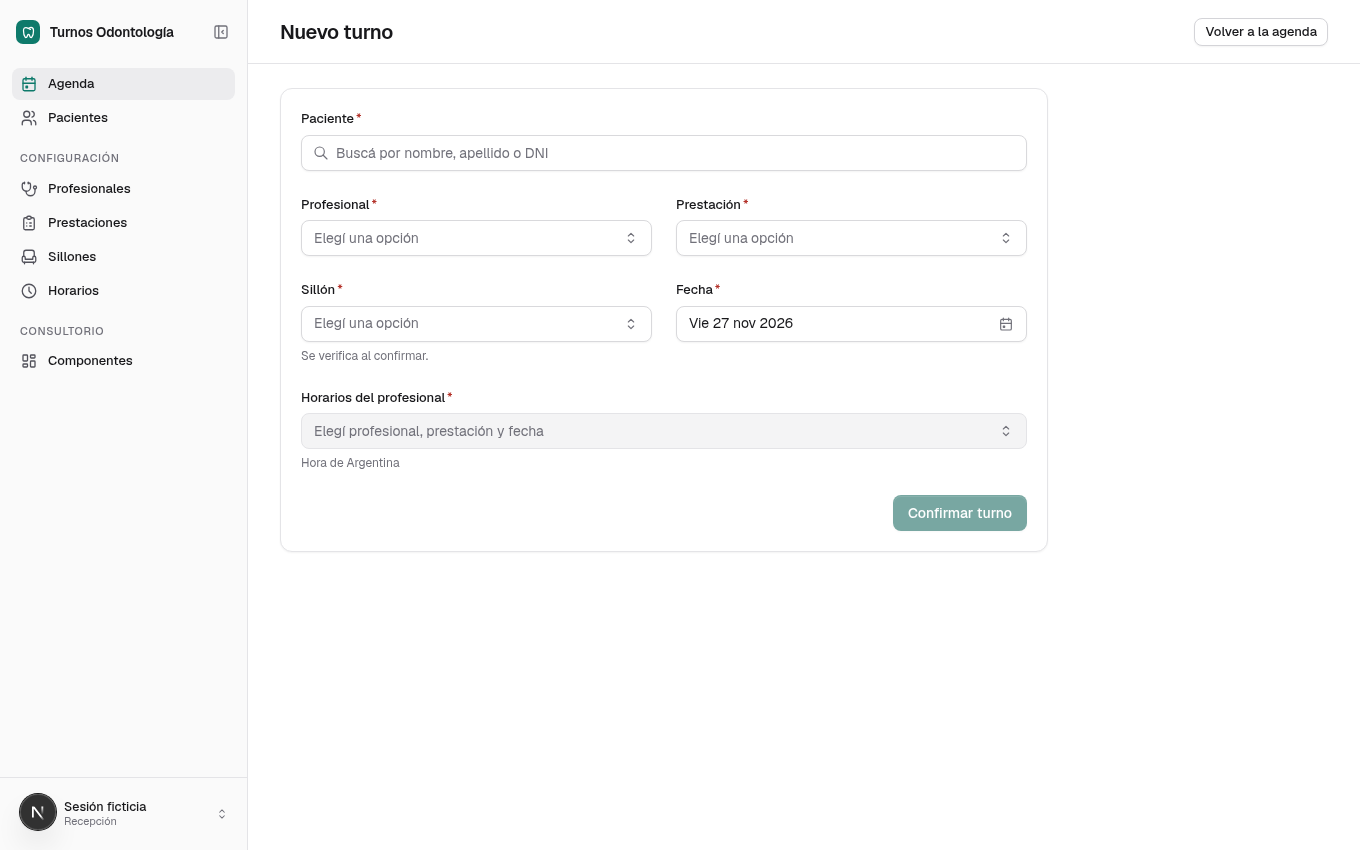 Turnos Odontología
Agenda
Pacientes
CONFIGURACIÓN
Profesionales
Prestaciones
Sillones
Horarios
CONSULTORIO
Componentes
N
Sesión ficticia
Recepción
Nuevo turno
Volver a la agenda
Paciente*
Buscá por nombre, apellido o DNI
Profesional*
Elegí una opción
Prestación*
Elegí una opción
Sillón*
Elegí una opción
Se verifica al confirmar.
Fecha*
Vie 27 nov 2026
Horarios del profesional*
Elegí profesional, prestación y fecha
Hora de Argentina
Confirmar turno